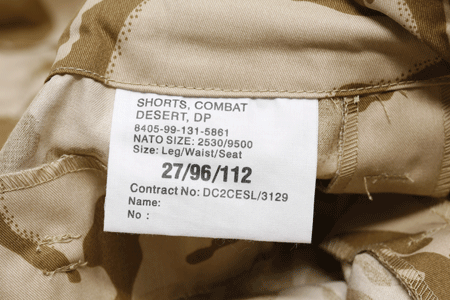 SHORTS, COMBAT
DESERT, DP
8405-99-131-5861
NATO SIZE: 2530/9500
Size: Leg/Waist/Seat
27/96/112
Contract No: DC2CESL/3129
Name:
No :